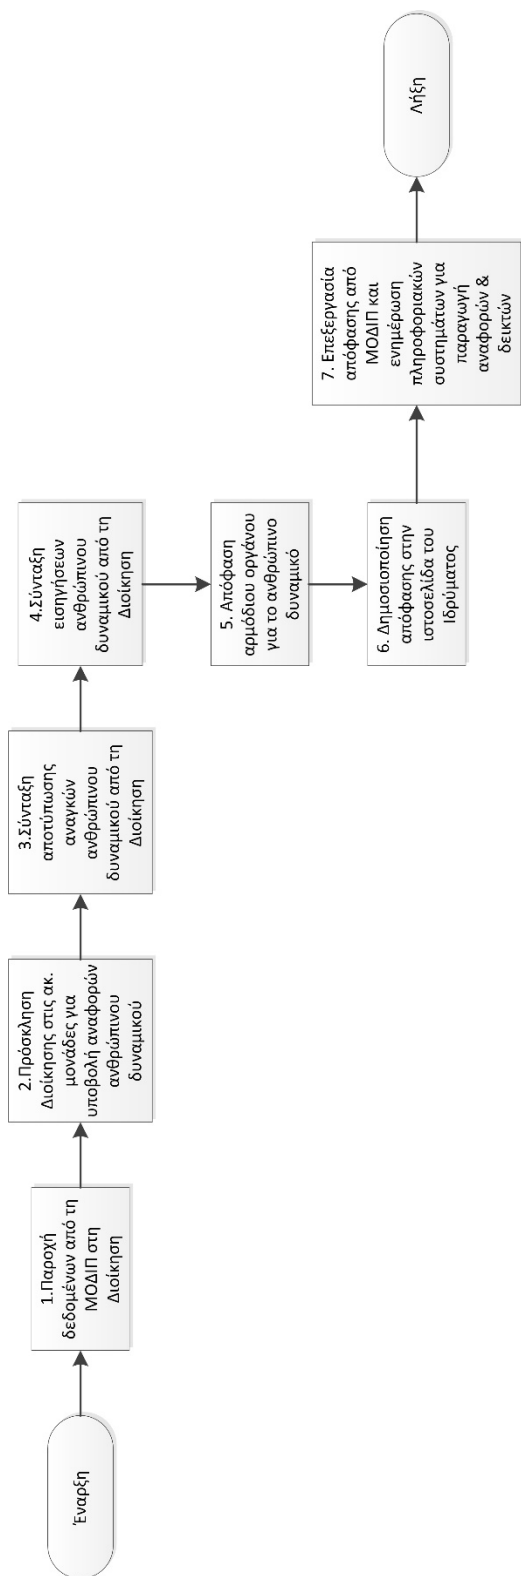 Έναρξη
1.Παροχή
δεδομένων από τη
ΜΟΔΙΠ στη
Διοίκηση
2.Πρόσκληση
Διοίκησης στις ακ.
μονάδες για
υποβολή αναφορών
ανθρώπινου
δυναμικού
3.Σύνταξη
αποτύπωσης
αναγκών
ανθρώπινου
δυναμικού από τη
Διοίκηση
4.Σύνταξη
εισηγήσεων
ανθρώπινου
δυναμικού από τη
Διοίκηση
5. Απόφαση
αρμόδιου οργάνου
για το ανθρώπινο
δυναμικό
6. Δημοσιοποίηση
απόφασης στην
ιστοσελίδα του
Ιδρύματος
7. Επεξεργασία
απόφασης από
ΜΟΔΙΠ και
ενημέρωση
πληροφοριακών
συστημάτων για
παραγωγή
αναφορών &
δεικτών
Λήξη